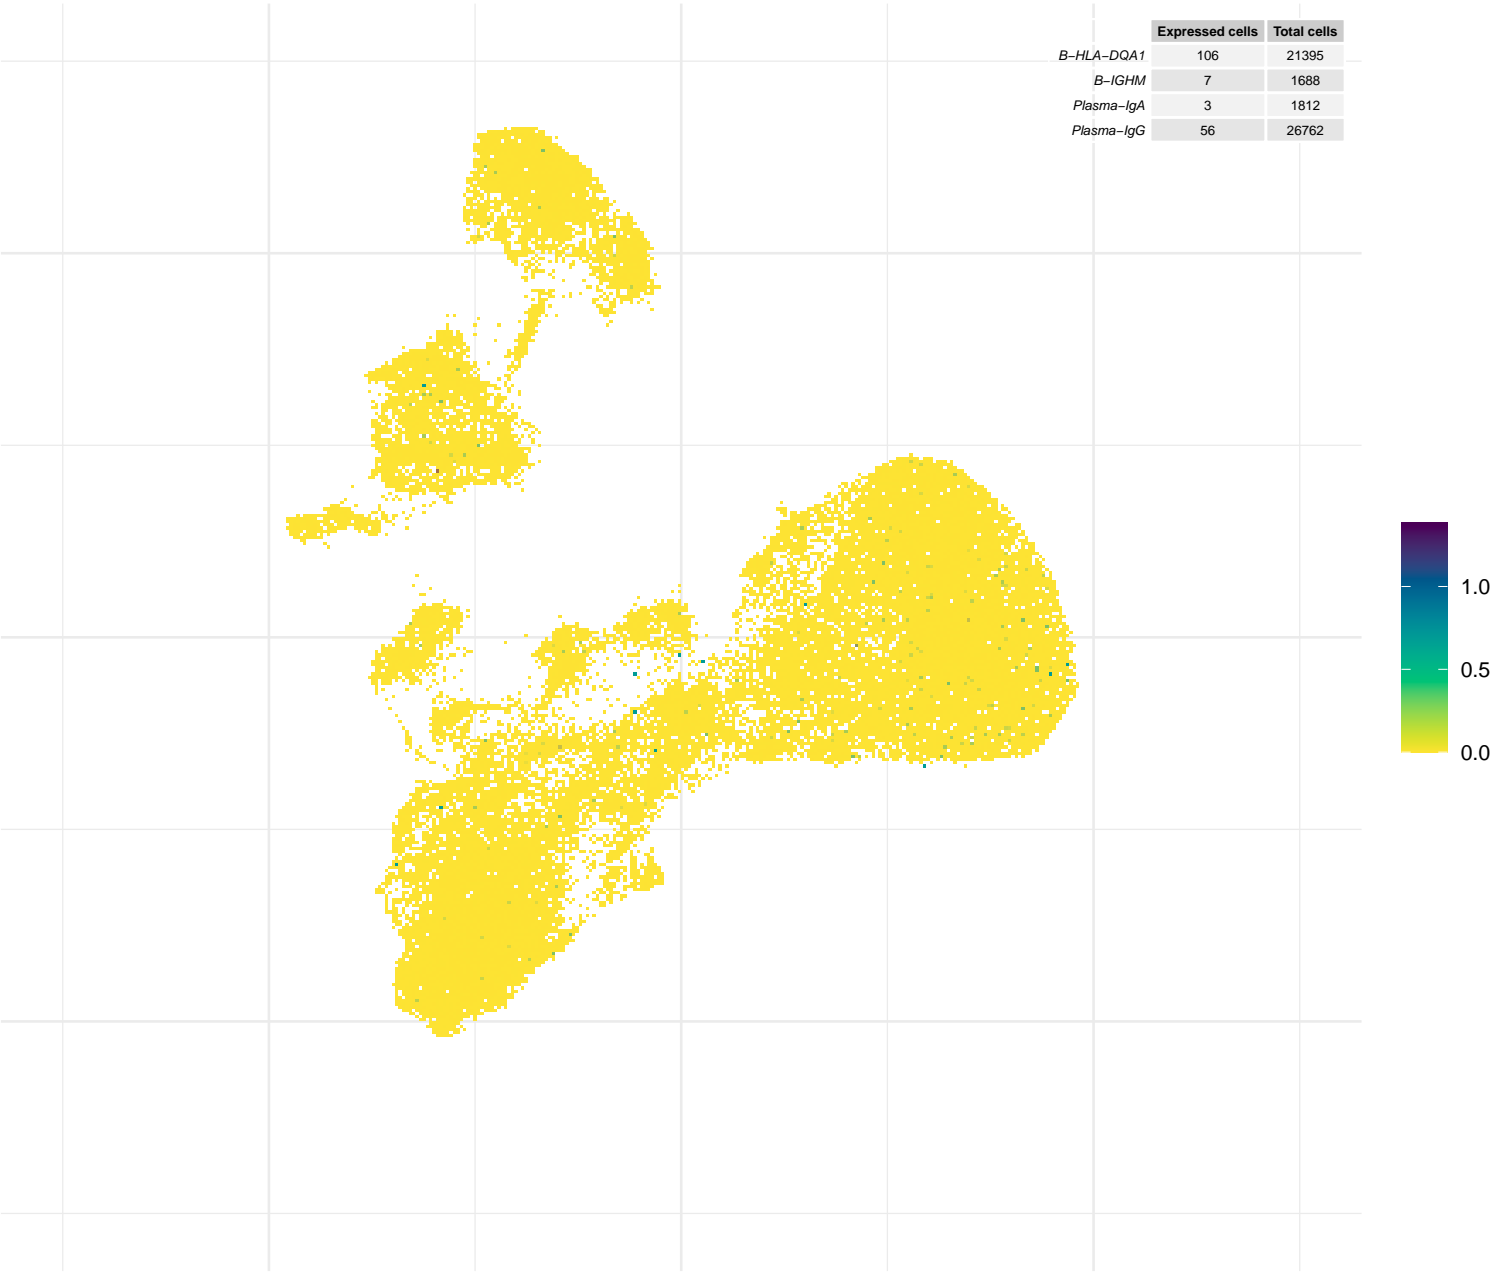 Expressed cells Total cells
B−HLA−DQA1 106 21395
B−IGHM 7 1688
Plasma−IgA 3 1812
Plasma−IgG 56 26762
1.0
0.5
0.0